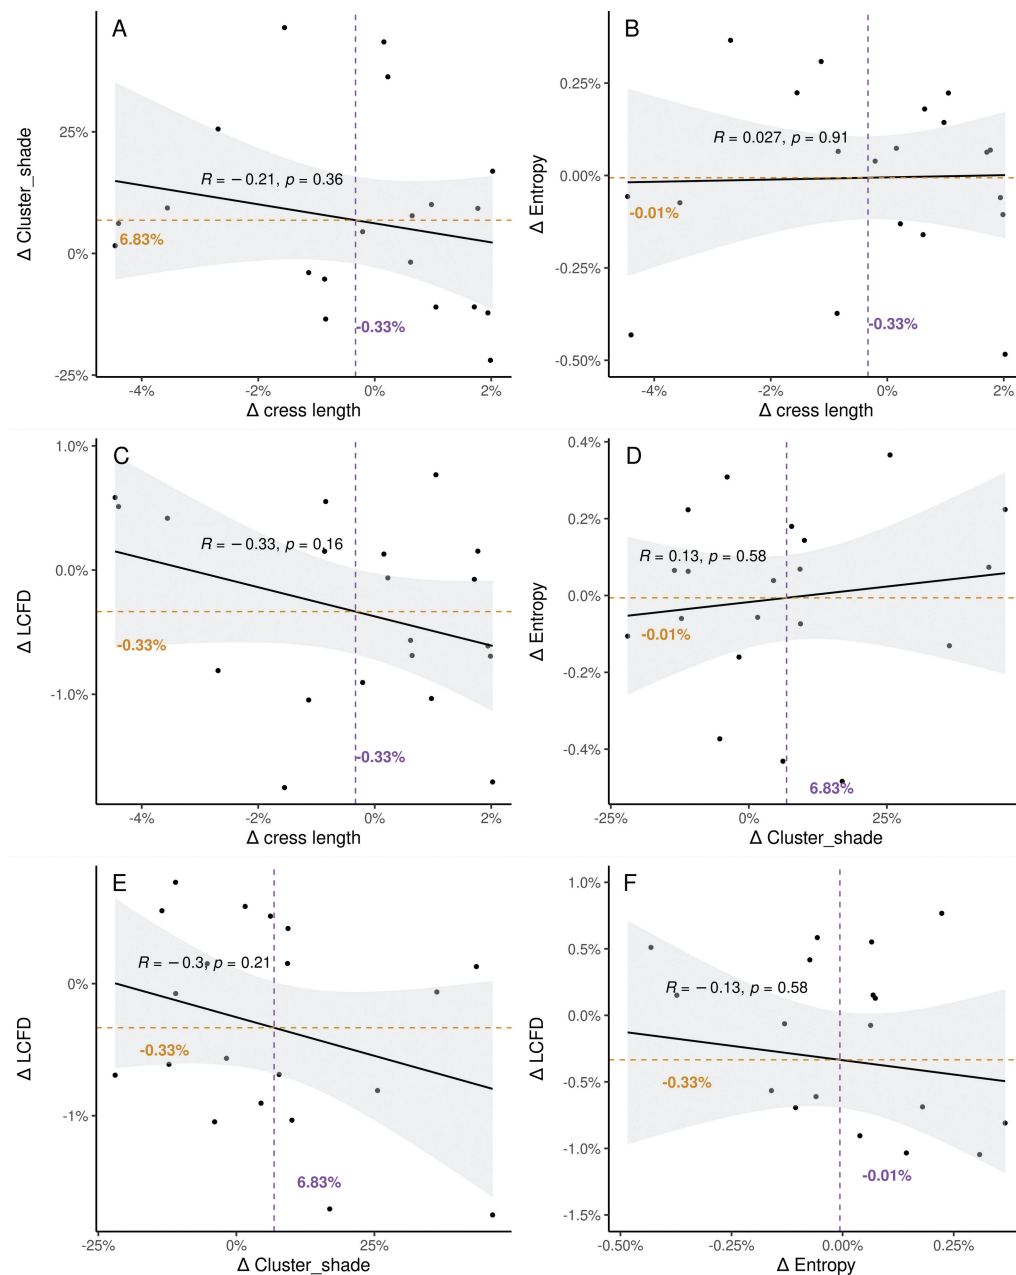 A
Δ Cluster_shade
25%
0%
-25%
R = −0.21, p = 0.36
6.83%
-0.33%
-4%
-2%
0%
2%
Δ cress length
B
Δ Entropy
0.25%
0.00%
-0.25%
-0.50%
R = 0.027, p = 0.91
-0.01%
-0.33%
-4%
-2%
0%
2%
Δ cress length
C
Δ LCFD
1.0%
0.0%
-1.0%
R = −0.33, p = 0.16
-0.33%
-0.33%
-4%
-2%
0%
2%
Δ cress length
D
Δ Entropy
0.4%
0.2%
0.0%
-0.2%
-0.4%
R = 0.13, p = 0.58
-0.01%
6.83%
-25%
0%
25%
Δ Cluster_shade
E
Δ LCFD
0%
-1%
R = −0.3, p = 0.21
-0.33%
6.83%
-25%
0%
25%
Δ Cluster_shade
F
Δ LCFD
1.0%
0.5%
0.0%
-0.5%
-1.0%
-1.5%
R = −0.13, p = 0.58
-0.33%
-0.01%
-0.50%
-0.25%
0.00%
0.25%
Δ Entropy